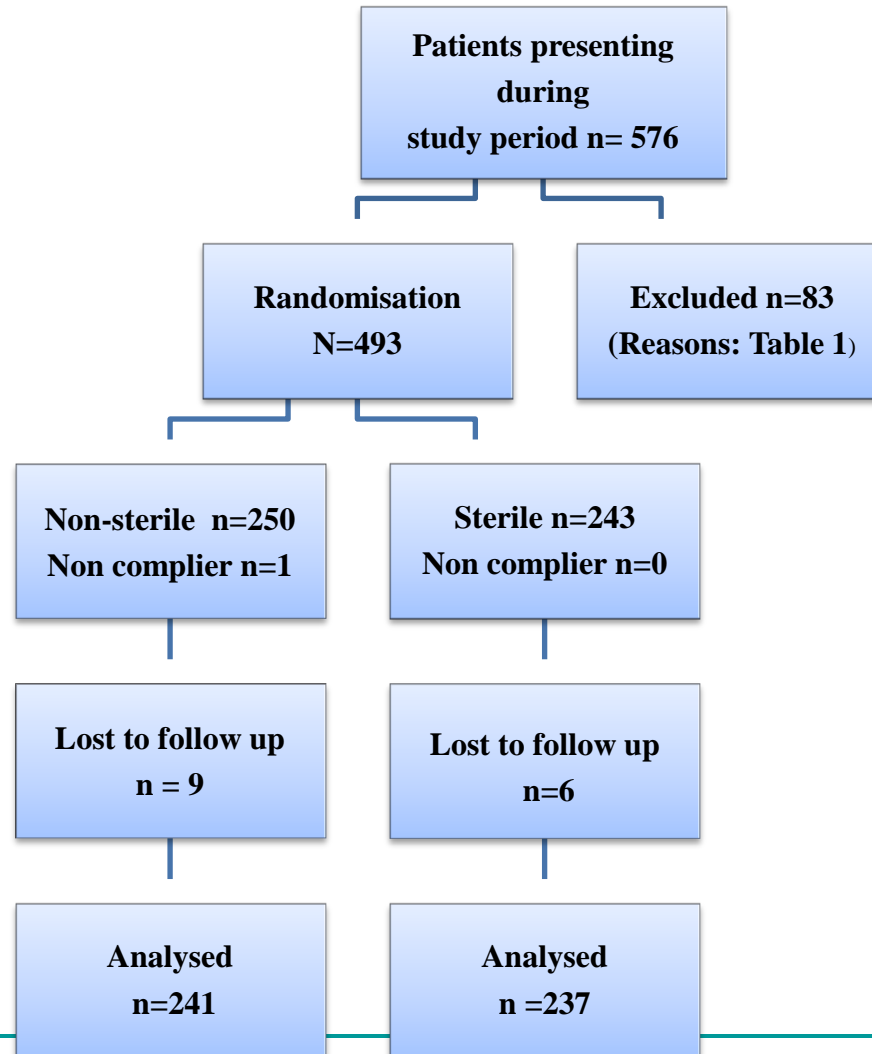 Patients presenting
during
study period n= 576
Randomisation
N=493
Excluded n=83
(Reasons: Table 1)
Non-sterile n=250
Non complier n=1
Sterile n=243
Non complier n=0
Lost to follow up
n = 9
Lost to follow up
n=6
Analysed
n=241
Analysed
n =237